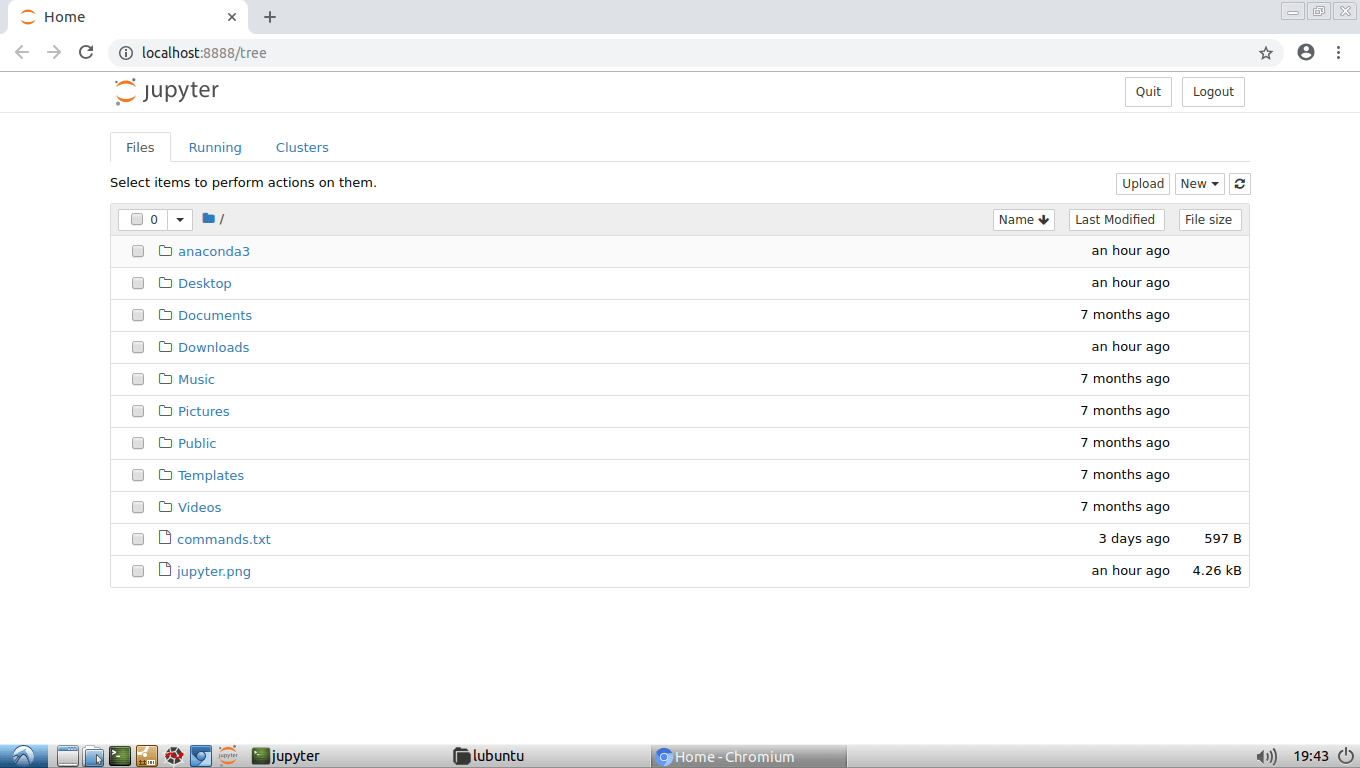 Home
localhost:8888/tree
jupyter
Quit
Logout
Files
Running
Clusters
Select items to perform actions on them.
Upload
New
0
/
Name
Last Modified
File size
anaconda3
an hour ago
Desktop
an hour ago
Documents
7 months ago
Downloads
an hour ago
Music
7 months ago
Pictures
7 months ago
Public
7 months ago
Templates
7 months ago
Videos
7 months ago
commands.txt
3 days ago
597 B
jupyter.png
an hour ago
4.26 kB
jupyter
jupyter
lubuntu
Home - Chromium
19:43